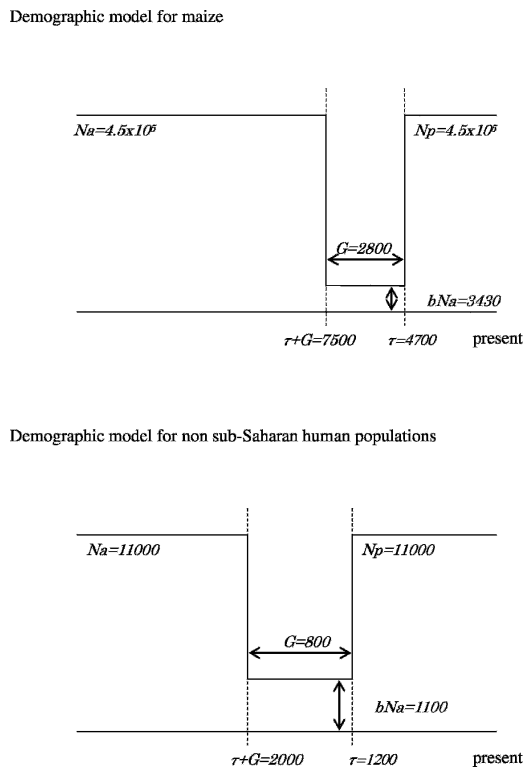 Demographic model for maize
Na=4.5x10⁵ Np=4.5x10⁵
G=2800
bNa=3430
τ+G=7500 τ=4700 present
Demographic model for non sub-Saharan human populations
Na=11000 Np=11000
G=800
bNa=1100
τ+G=2000 τ=1200 present